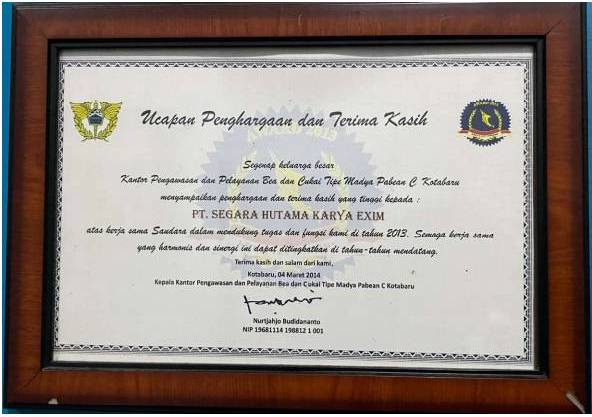 Ucapan Penghargaan dan Terima Kasih
Segenap keluarga besar
Kantor Pengawasan dan Pelayanan Bea dan Cukai Tipe Madya Pabean C Kotabaru
menyampaikan penghargaan dan terima kasih yang tinggi kepada :
PT. SEGARA HUTAMA KARYA EXIM
atas kerja sama Saudara dalam mendukung tugas dan fungsi kami di tahun 2013. Semoga kerja sama
yang harmonis dan sinergi ini dapat ditingkatkan di tahun-tahun mendatang.
Terima kasih dan salam dari kami,
Kotabaru, 04 Maret 2014
Kepala Kantor Pengawasan dan Pelayanan Bea dan Cukai Tipe Madya Pabean C Kotabaru
Nurtjahjo Budidananto
NIP 19681114 198812 1 001